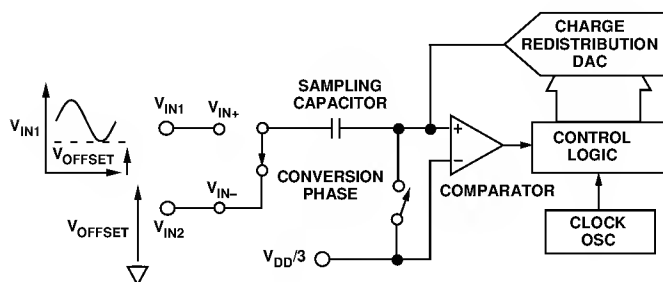 CHARGE
REDISTRIBUTION
DAC
SAMPLING
CAPACITOR
VIN1
VIN1
VIN+
+
CONTROL
LOGIC
VOFFSET
VIN–
CONVERSION
PHASE
–
COMPARATOR
VOFFSET
VIN2
CLOCK
OSC
VDD/3